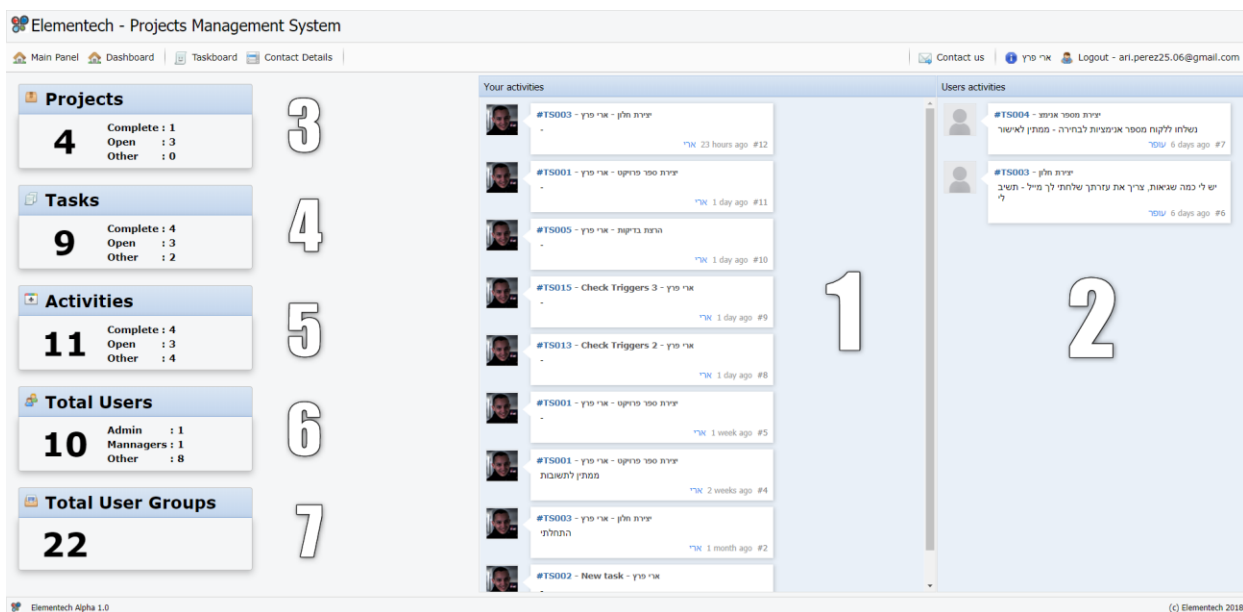 Elementech - Projects Management System
Main Panel Dashboard Taskboard Contact Details Contact us ארי פרץ Logout - ari.perez25.06@gmail.com
Projects
4
Complete : 1
Open : 3
Other : 0
3
Tasks
9
Complete : 4
Open : 3
Other : 2
4
Activities
11
Complete : 4
Open : 3
Other : 4
5
Total Users
10
Admin : 1
Mannagers : 1
Other : 8
6
Total User Groups
22
7
Your activities
#TS003 - יצירת חלון - ארי פרץ
-
ארי 23 hours ago #12
#TS001 - יצירת ספר פרויקט - ארי פרץ
-
ארי 1 day ago #11
#TS005 - הרצת בדיקות - ארי פרץ
-
ארי 1 day ago #10
#TS015 - Check Triggers 3 - ארי פרץ
-
ארי 1 day ago #9
#TS013 - Check Triggers 2 - ארי פרץ
-
ארי 1 day ago #8
#TS001 - יצירת ספר פרויקט - ארי פרץ
-
ארי 1 week ago #5
#TS001 - יצירת ספר פרויקט - ארי פרץ
ממתין לתשובות
ארי 2 weeks ago #4
#TS003 - יצירת חלון - ארי פרץ
התחלתי
ארי 1 month ago #2
#TS002 - New task - ארי פרץ
-
1
Users activities
#TS004 - יצירת מספר אנימצ
נשלחו ללקוח מספר אנימציות לבחירה - ממתין לאישור
עופר 6 days ago #7
#TS003 - יצירת חלון
יש לי כמה שגיאות, צריך את עזרתך שלחתי לך מייל - תשיב
לי
עופר 6 days ago #6
2
Elementech Alpha 1.0
(c) Elementech 2018